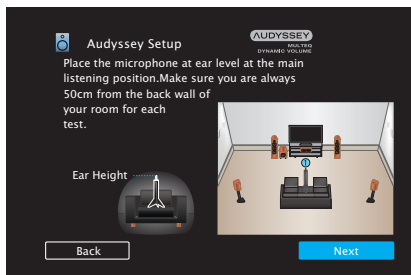 Audyssey Setup
AUDYSSEY
MULTEQ
DYNAMIC VOLUME
Place the microphone at ear level at the main
listening position.Make sure you are always
50cm from the back wall of
your room for each
test.
Ear Height
1
Back
Next